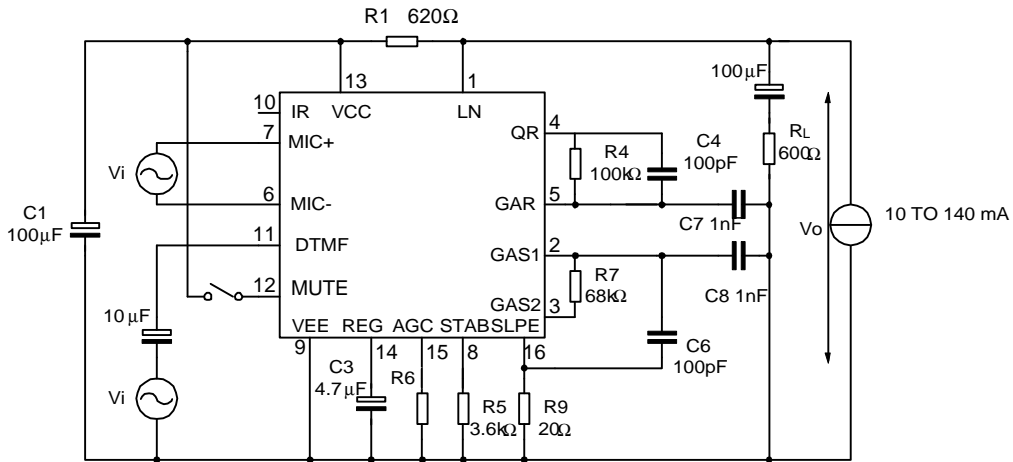 R1 620Ω
100μF
13
1
10
IR
VCC
LN
7
MIC+
QR
4
Vi
R4
100kΩ
C4
100pF
RL
600Ω
6
MIC-
GAR
5
C1
100μF
C7 1nF
Vo
10 TO 140 mA
11
DTMF
GAS1
2
12
MUTE
R7
68kΩ
C8 1nF
10μF
GAS2
3
VEE REG AGC STAB SLPE
9
14
15
8
16
C6
100pF
C3
4.7μF
R6
Vi
R5
3.6kΩ
R9
20Ω